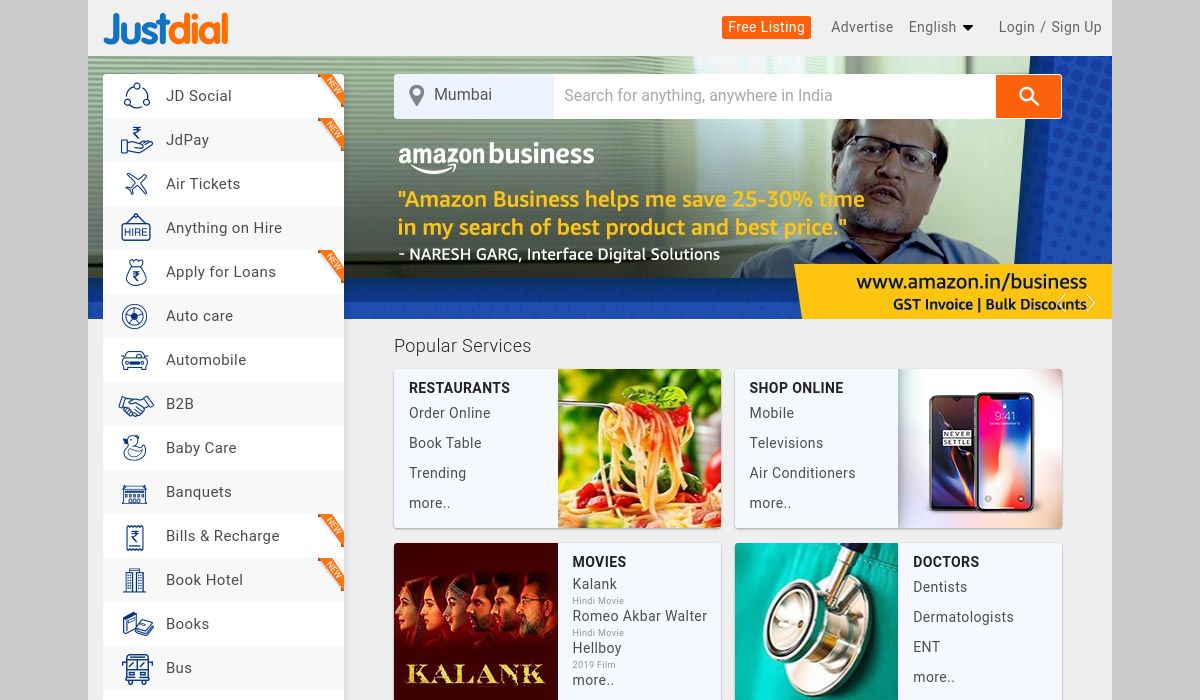 Justdial
Free Listing
Advertise
English
Login / Sign Up
JD Social
NEW
JdPay
NEW
Air Tickets
HIRE
Anything on Hire
Apply for Loans
NEW
Auto care
Automobile
B2B
Baby Care
Banquets
Bills & Recharge
NEW
Book Hotel
NEW
Books
Bus
Mumbai
Search for anything, anywhere in India
amazon business
"Amazon Business helps me save 25-30% time
in my search of best product and best price."
- NARESH GARG, Interface Digital Solutions
www.amazon.in/business
GST Invoice | Bulk Discounts
Popular Services
RESTAURANTS
Order Online
Book Table
Trending
more..
SHOP ONLINE
Mobile
Televisions
Air Conditioners
more..
NEVER
SETTLE
9:41
KALANK
MOVIES
Kalank
Hindi Movie
Romeo Akbar Walter
Hindi Movie
Hellboy
2019 Film
more..
DOCTORS
Dentists
Dermatologists
ENT
more..